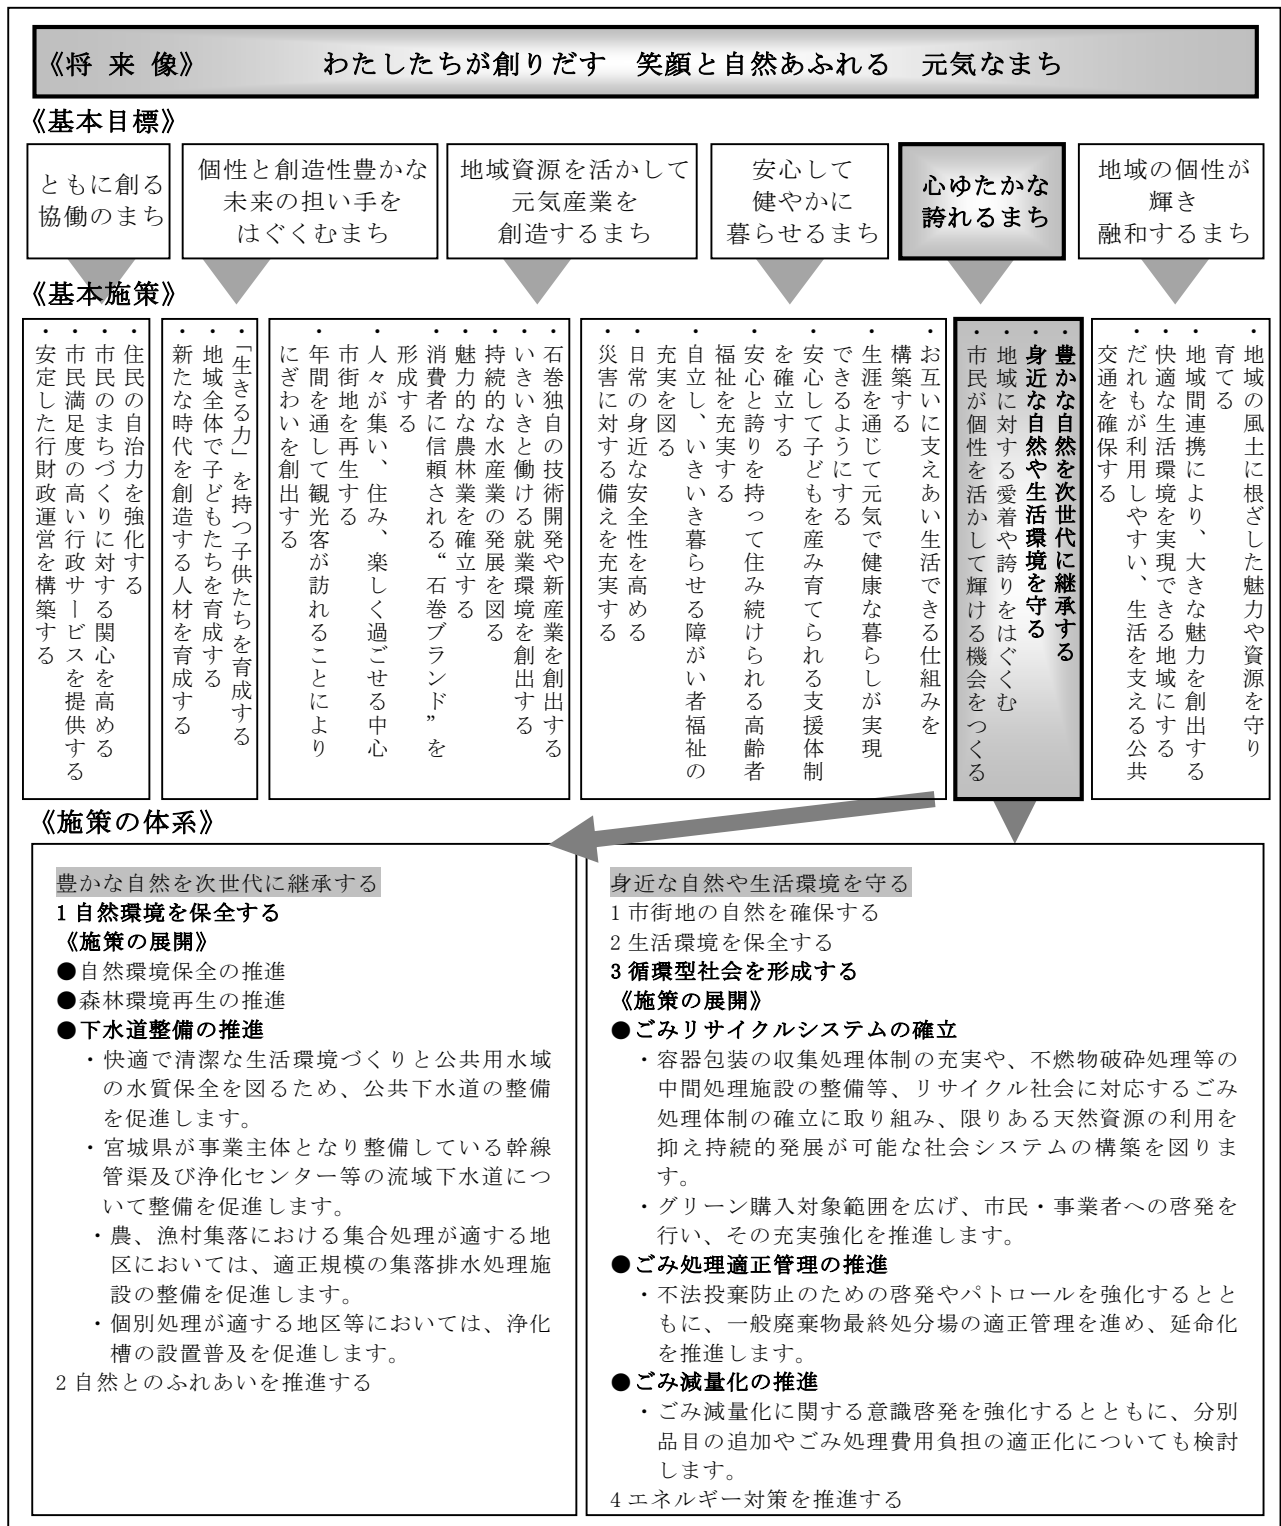 《将 来 像》 わたしたちが創りだす 笑顔と自然あふれる 元気なまち
《基本目標》
ともに創る
協働のまち
個性と創造性豊かな
未来の担い手を
はぐくむまち
地域資源を活かして
元気産業を
創造するまち
安心して
健やかに
暮らせるまち
心ゆたかな
誇れるまち
地域の個性が
輝き
融和するまち
《基本施策》
・住民の自治力を強化する
・市民のまちづくりに対する関心を高める
・市民満足度の高い行政サービスを提供する
・安定した行財政運営を構築する
・「生きる力」を持つ子供たちを育成する
・地域全体で子どもたちを育成する
・新たな時代を創造する人材を育成する
・石巻独自の技術開発や新産業を創出する
・いきいきと働ける就業環境を創出する
・持続的な水産業の発展を図る
・魅力的な農林業を確立する
・消費者に信頼される“石巻ブランド”を
形成する
・人々が集い、住み、楽しく過ごせる中心
市街地を再生する
・年間を通して観光客が訪れることにより
にぎわいを創出する
・お互いに支えあい生活できる仕組みを
構築する
・生涯を通じて元気で健康な暮らしが実現
できるようにする
・安心して子どもを産み育てられる支援体制
を確立する
・安心と誇りを持って住み続けられる高齢者
福祉を充実する
・自立し、いきいき暮らせる障がい者福祉の
充実を図る
・日常の身近な安全性を高める
・災害に対する備えを充実する
・豊かな自然を次世代に継承する
・身近な自然や生活環境を守る
・地域に対する愛着や誇りをはぐくむ
・市民が個性を活かして輝ける機会をつくる
・地域の風土に根ざした魅力や資源を守り
育てる
・地域間連携により、大きな魅力を創出する
・快適な生活環境を実現できる地域にする
・だれもが利用しやすい、生活を支える公共
交通を確保する
《施策の体系》
豊かな自然を次世代に継承する
1 自然環境を保全する
《施策の展開》
●自然環境保全の推進
●森林環境再生の推進
●下水道整備の推進
・快適で清潔な生活環境づくりと公共用水域
の水質保全を図るため、公共下水道の整備
を促進します。
・宮城県が事業主体となり整備している幹線
管渠及び浄化センター等の流域下水道につ
いて整備を促進します。
・農、漁村集落における集合処理が適する地
区においては、適正規模の集落排水処理施
設の整備を促進します。
・個別処理が適する地区等においては、浄化
槽の設置普及を促進します。
2 自然とのふれあいを推進する
身近な自然や生活環境を守る
1 市街地の自然を確保する
2 生活環境を保全する
3 循環型社会を形成する
《施策の展開》
●ごみリサイクルシステムの確立
・容器包装の収集処理体制の充実や、不燃物破砕処理等の
中間処理施設の整備等、リサイクル社会に対応するごみ
処理体制の確立に取り組み、限りある天然資源の利用を
抑え持続的発展が可能な社会システムの構築を図りま
す。
・グリーン購入対象範囲を広げ、市民・事業者への啓発を
行い、その充実強化を推進します。
●ごみ処理適正管理の推進
・不法投棄防止のための啓発やパトロールを強化するとと
もに、一般廃棄物最終処分場の適正管理を進め、延命化
を推進します。
●ごみ減量化の推進
・ごみ減量化に関する意識啓発を強化するとともに、分別
品目の追加やごみ処理費用負担の適正化についても検討
します。
4 エネルギー対策を推進する